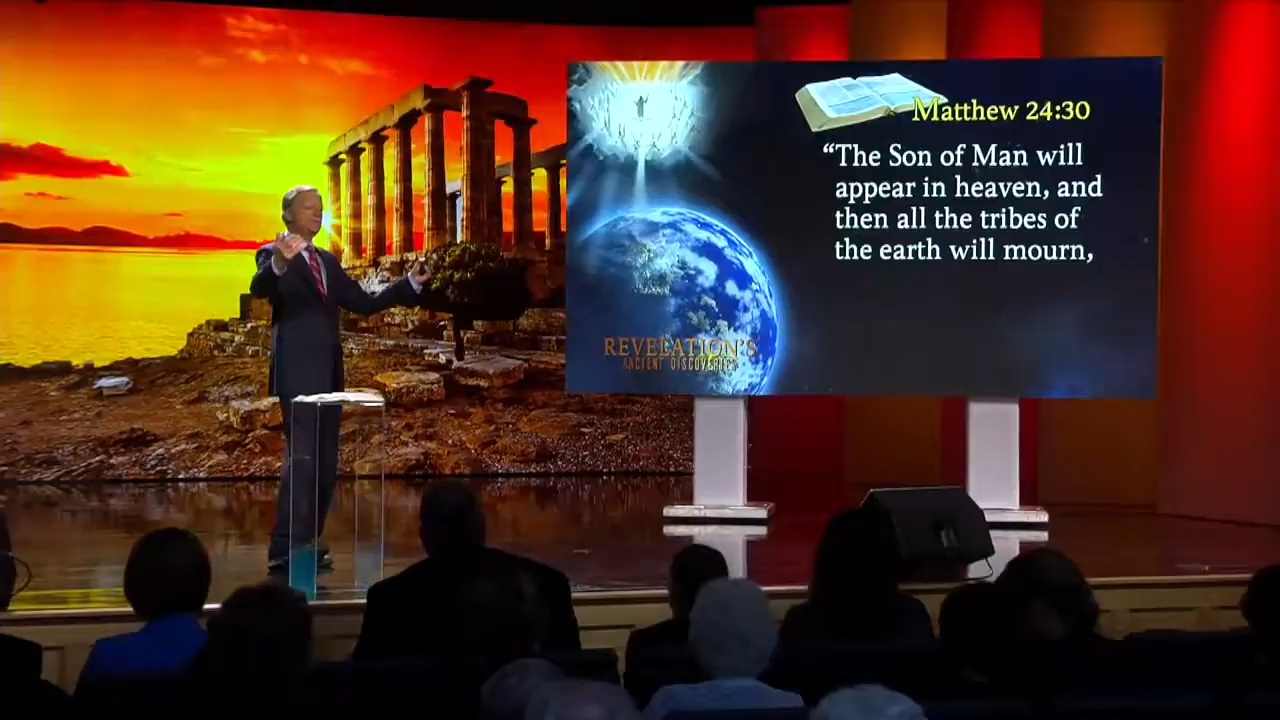 Matthew 24:30
“The Son of Man will
appear in heaven, and
then all the tribes of
the earth will mourn,
REVELATION'S
ANCIENT DISCOVERIES